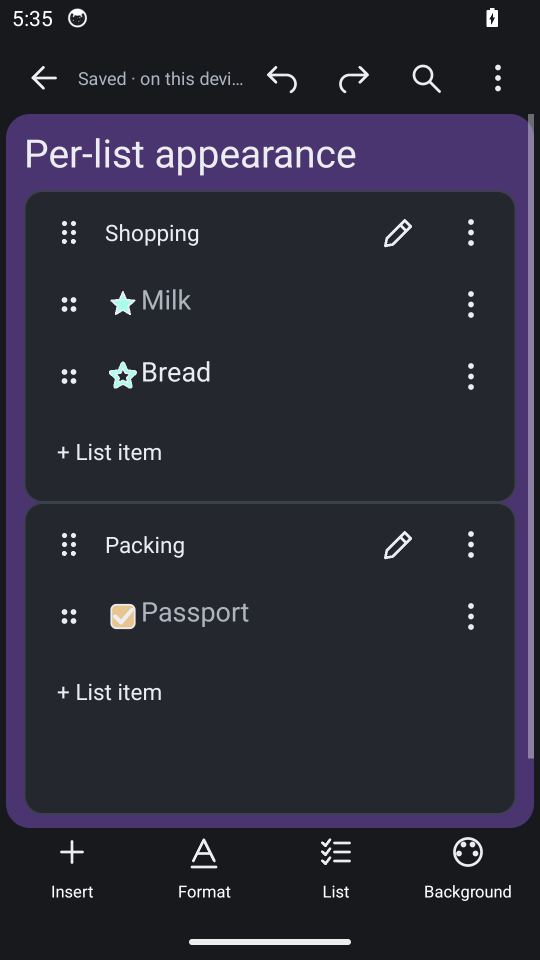 5:35
Saved · on this devi...
Per-list appearance
Shopping
Milk
Bread
+ List item
Packing
Passport
+ List item
Insert
Format
List
Background